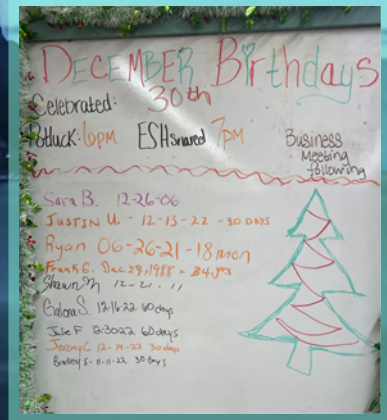 DECEMBER Birthdays
Celebrated: 30th
Potluck: 6pm ESH shared 7pm
Business
Meeting
following
Sara B. 12-26-06
JUSTIN U. - 12-13-22 - 30 DAYS
Ryan 06-26-21 - 18 mon
Frank G. Dec 29, 1988 - 34 yrs
Shawn M 12-21-11
S. 12-16-22 60 days
Julie F 12-30-22 60 days
Jeremy C. 12-14-22 30 days
Bradley S - 11-11-22 30 Days